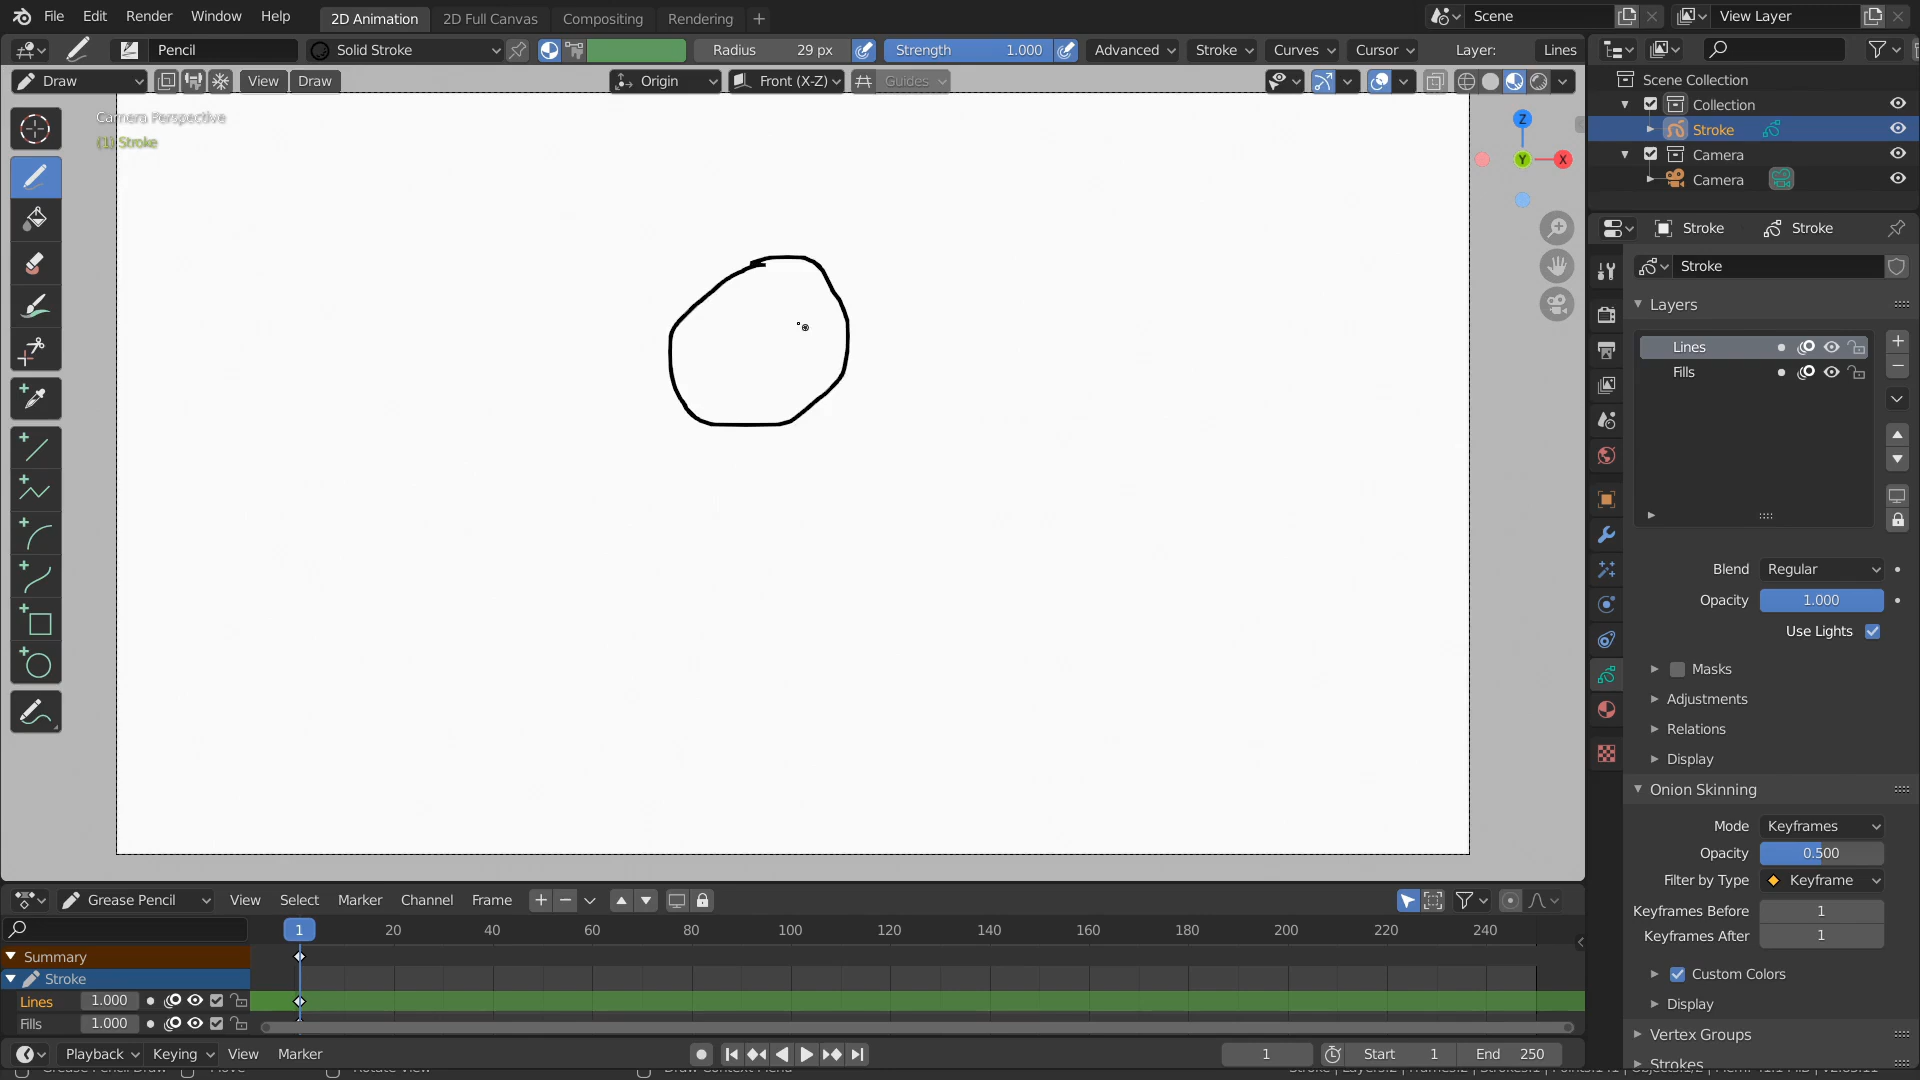 File Edit Render Window Help 2D Animation 2D Full Canvas Compositing Rendering + Scene View Layer
Pencil Solid Stroke Radius 29 px Strength 1.000 Advanced Stroke Curves Cursor Layer: Lines
Draw View Draw Origin Front (X-Z) Guides
Scene Collection
Collection
Stroke
Camera
Camera
Camera Perspective
(1) Stroke
Z
Y X
Stroke Stroke
Stroke
Layers
Lines
Fills
Blend Regular
Opacity 1.000
Use Lights
Masks
Adjustments
Relations
Display
Onion Skinning
Mode Keyframes
Opacity 0.500
Filter by Type Keyframe
Keyframes Before 1
Keyframes After 1
Custom Colors
Display
Vertex Groups
Strokes
Grease Pencil View Select Marker Channel Frame
1 20 40 60 80 100 120 140 160 180 200 220 240
Summary
Stroke
Lines 1.000
Fills 1.000
Playback Keying View Marker 1 Start 1 End 250